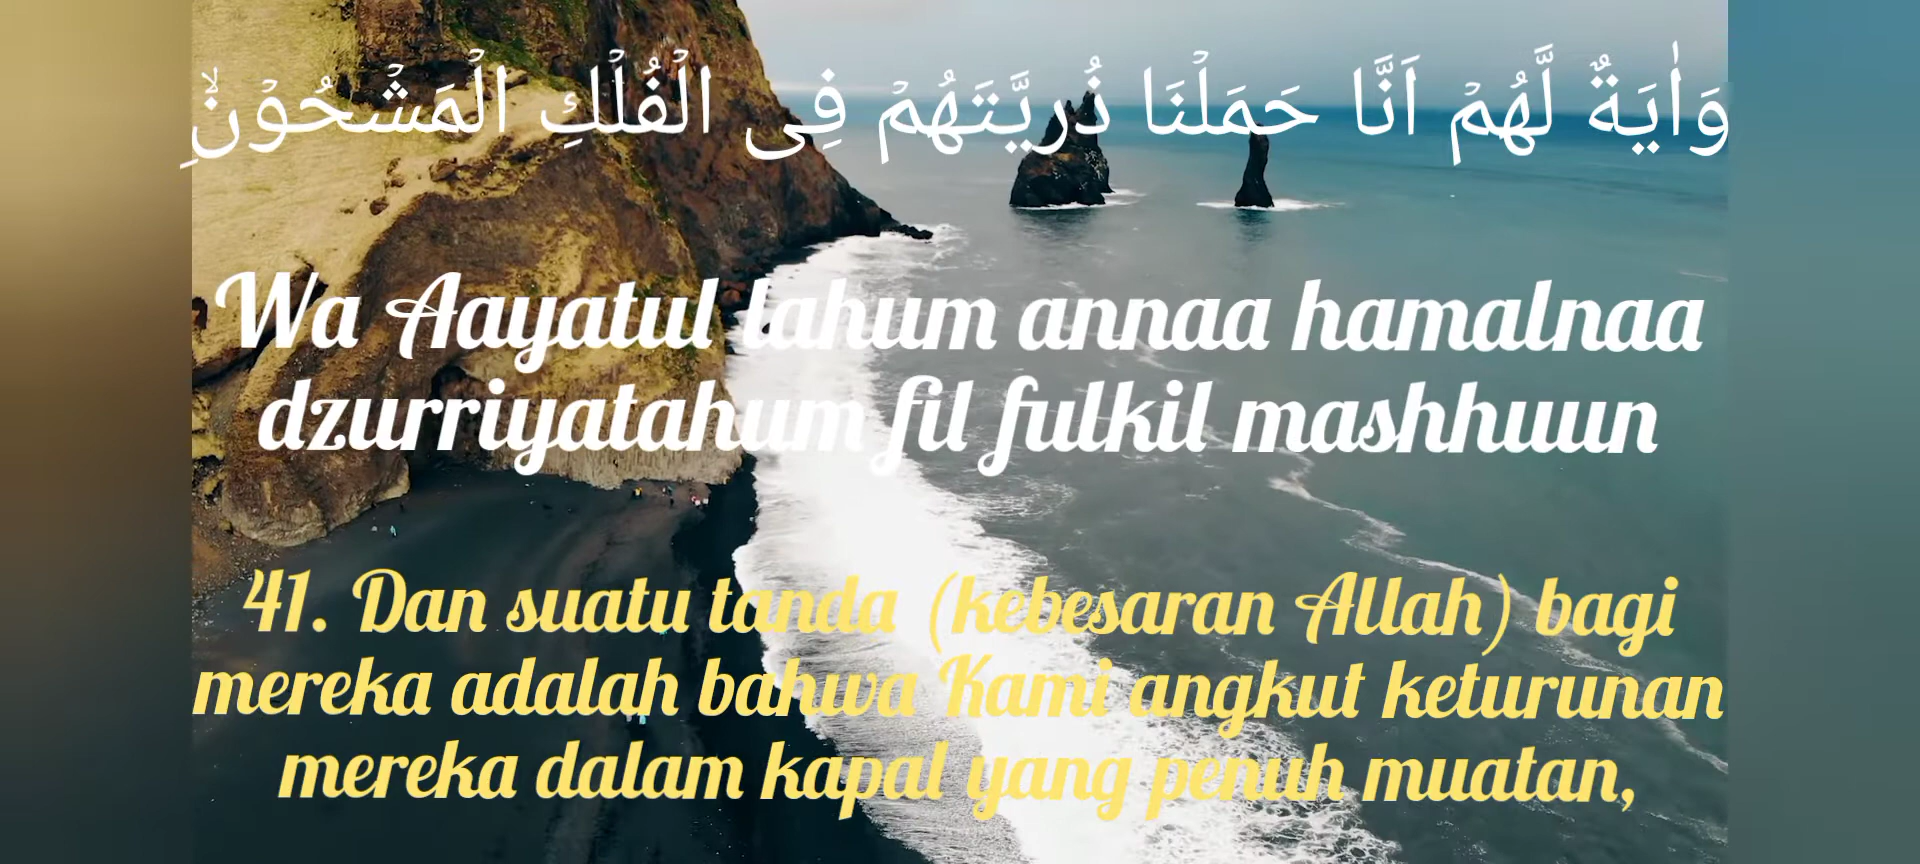 وَاٰيَةٌ لَّهُمْ اَنَّا حَمَلْنَا ذُرِّيَّتَهُمْ فِى الْفُلْكِ الْمَشْحُوْنِۙ
Wa Aayatul lahum annaa hamalnaa
dzurriyatahum fil fulkil mashhuun
41. Dan suatu tanda (kebesaran Allah) bagi
mereka adalah bahwa Kami angkut keturunan
mereka dalam kapal yang penuh muatan,